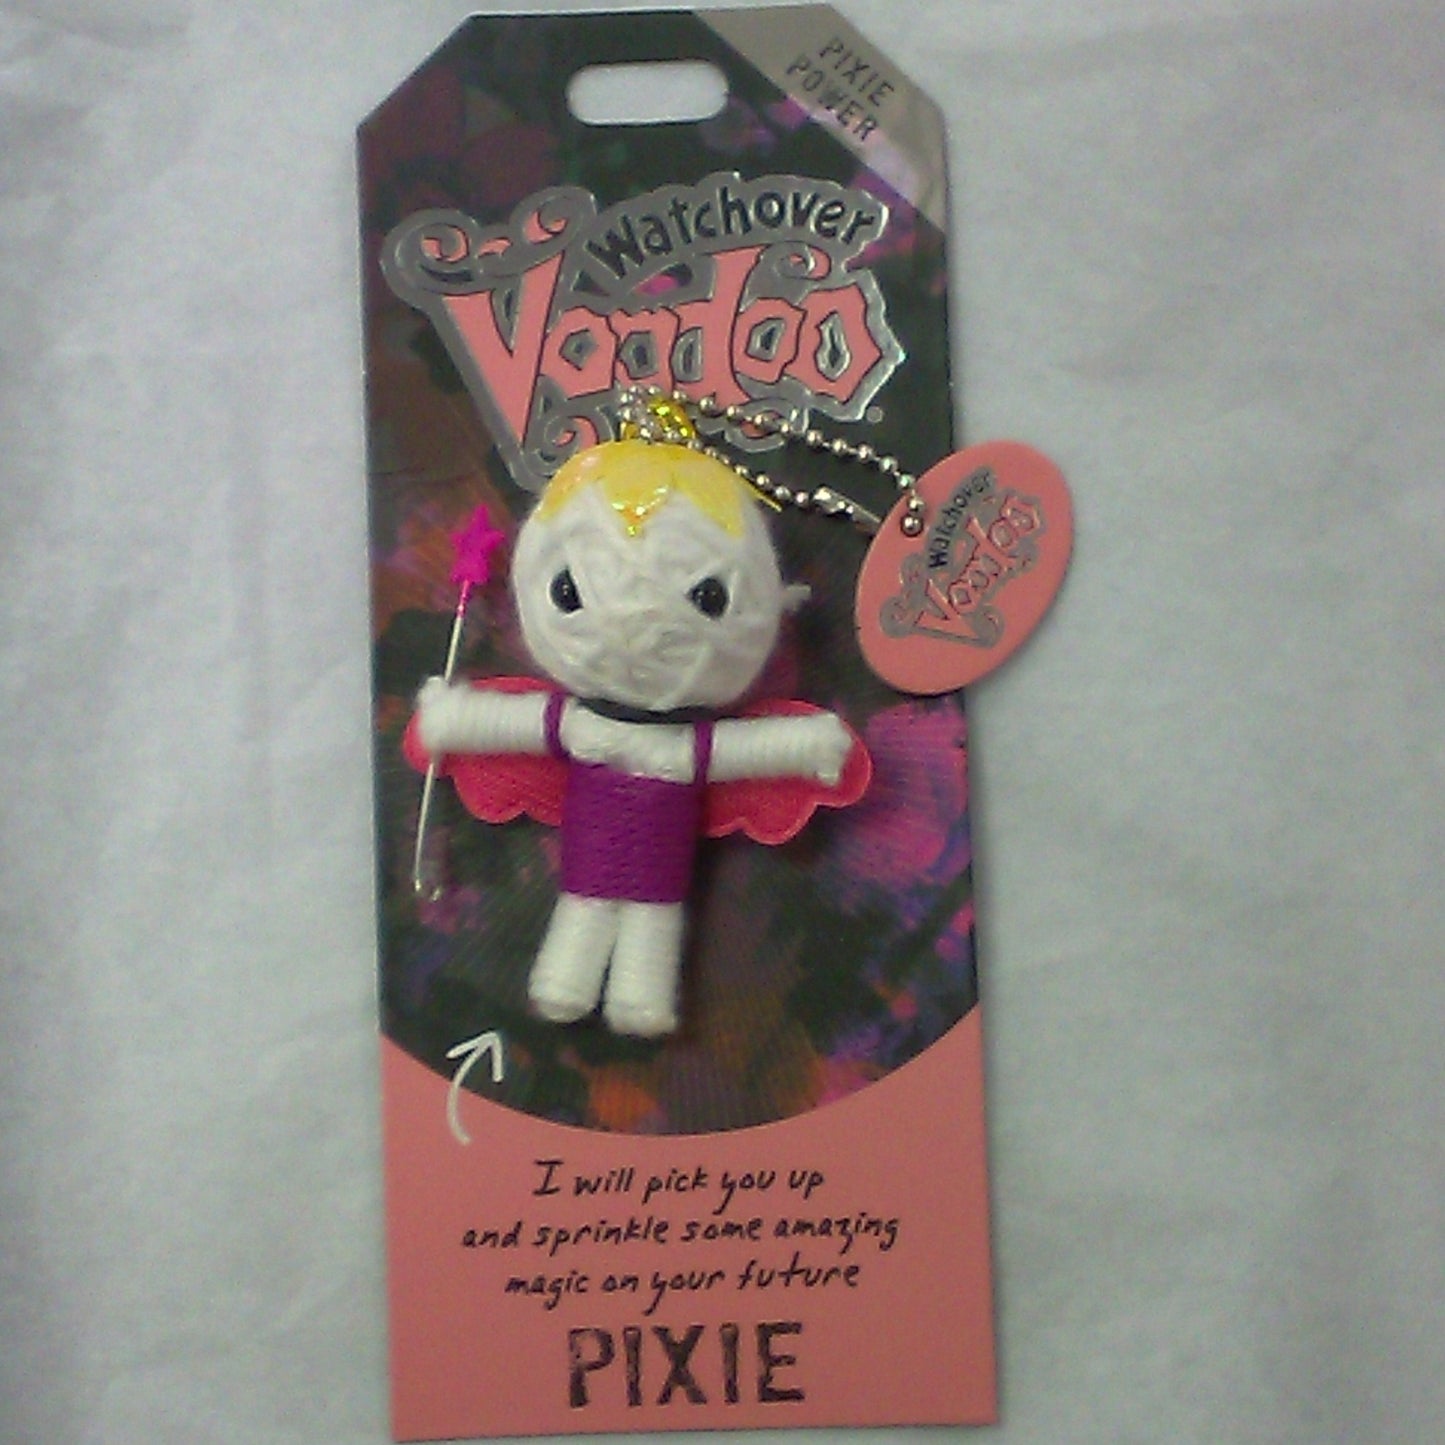 PIXIE
POWER
Watchover
Voodoo
Watchover
Voodoo
I will pick you up
and sprinkle some amazing
magic on your future
PIXIE